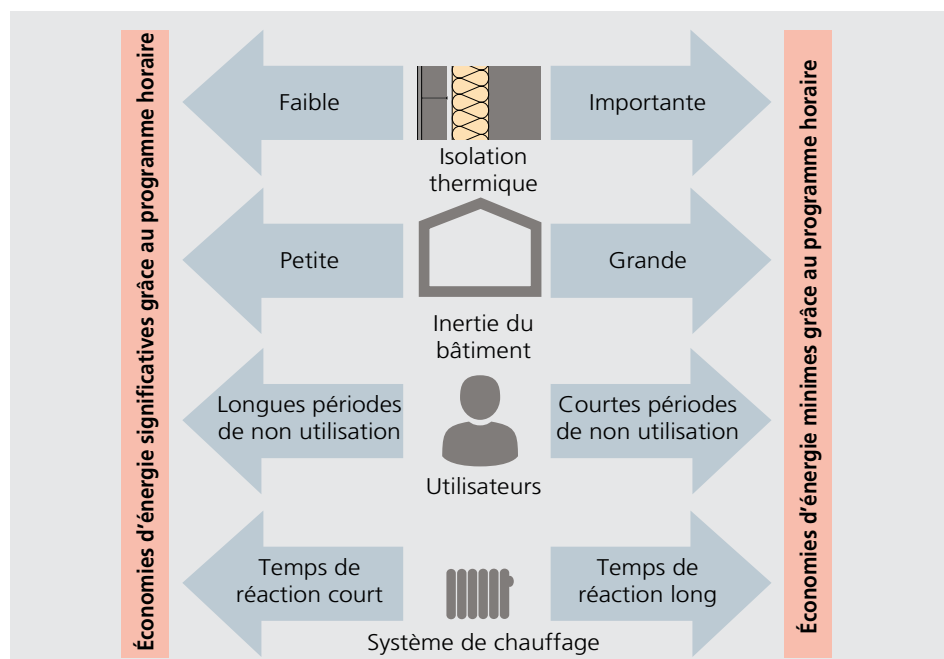 Économies d'énergie significatives grâce au programme horaire
Faible
Importante
Isolation
thermique
Petite
Grande
Inertie du
bâtiment
Longues périodes
de non utilisation
Courtes périodes
de non utilisation
Utilisateurs
Temps de
réaction court
Temps de
réaction long
Système de chauffage
Économies d'énergie minimes grâce au programme horaire